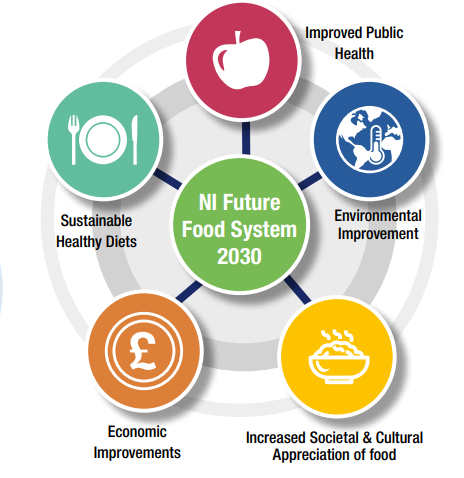 Improved Public
Health
NI Future
Food System
2030
Sustainable
Healthy Diets
Environmental
Improvement
£
Economic
Improvements
Increased Societal & Cultural
Appreciation of food